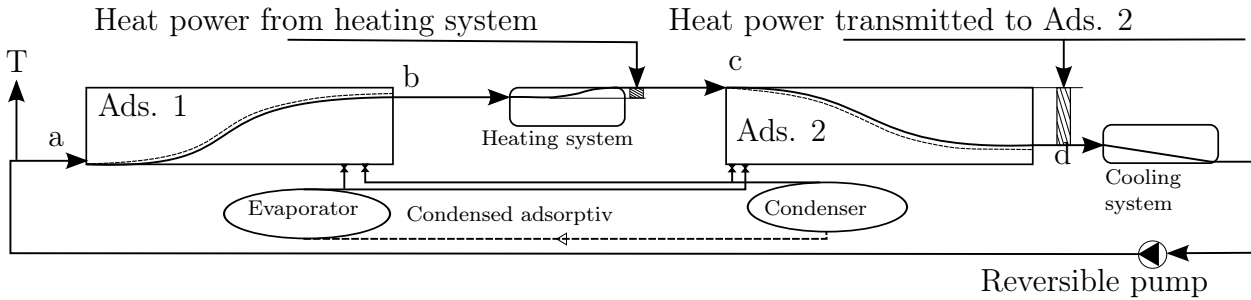 Heat power from heating system
Heat power transmitted to Ads. 2
T
a
Ads. 1
b
Heating system
c
Ads. 2
d
Cooling
system
Evaporator
Condensed adsorptiv
Condenser
Reversible pump